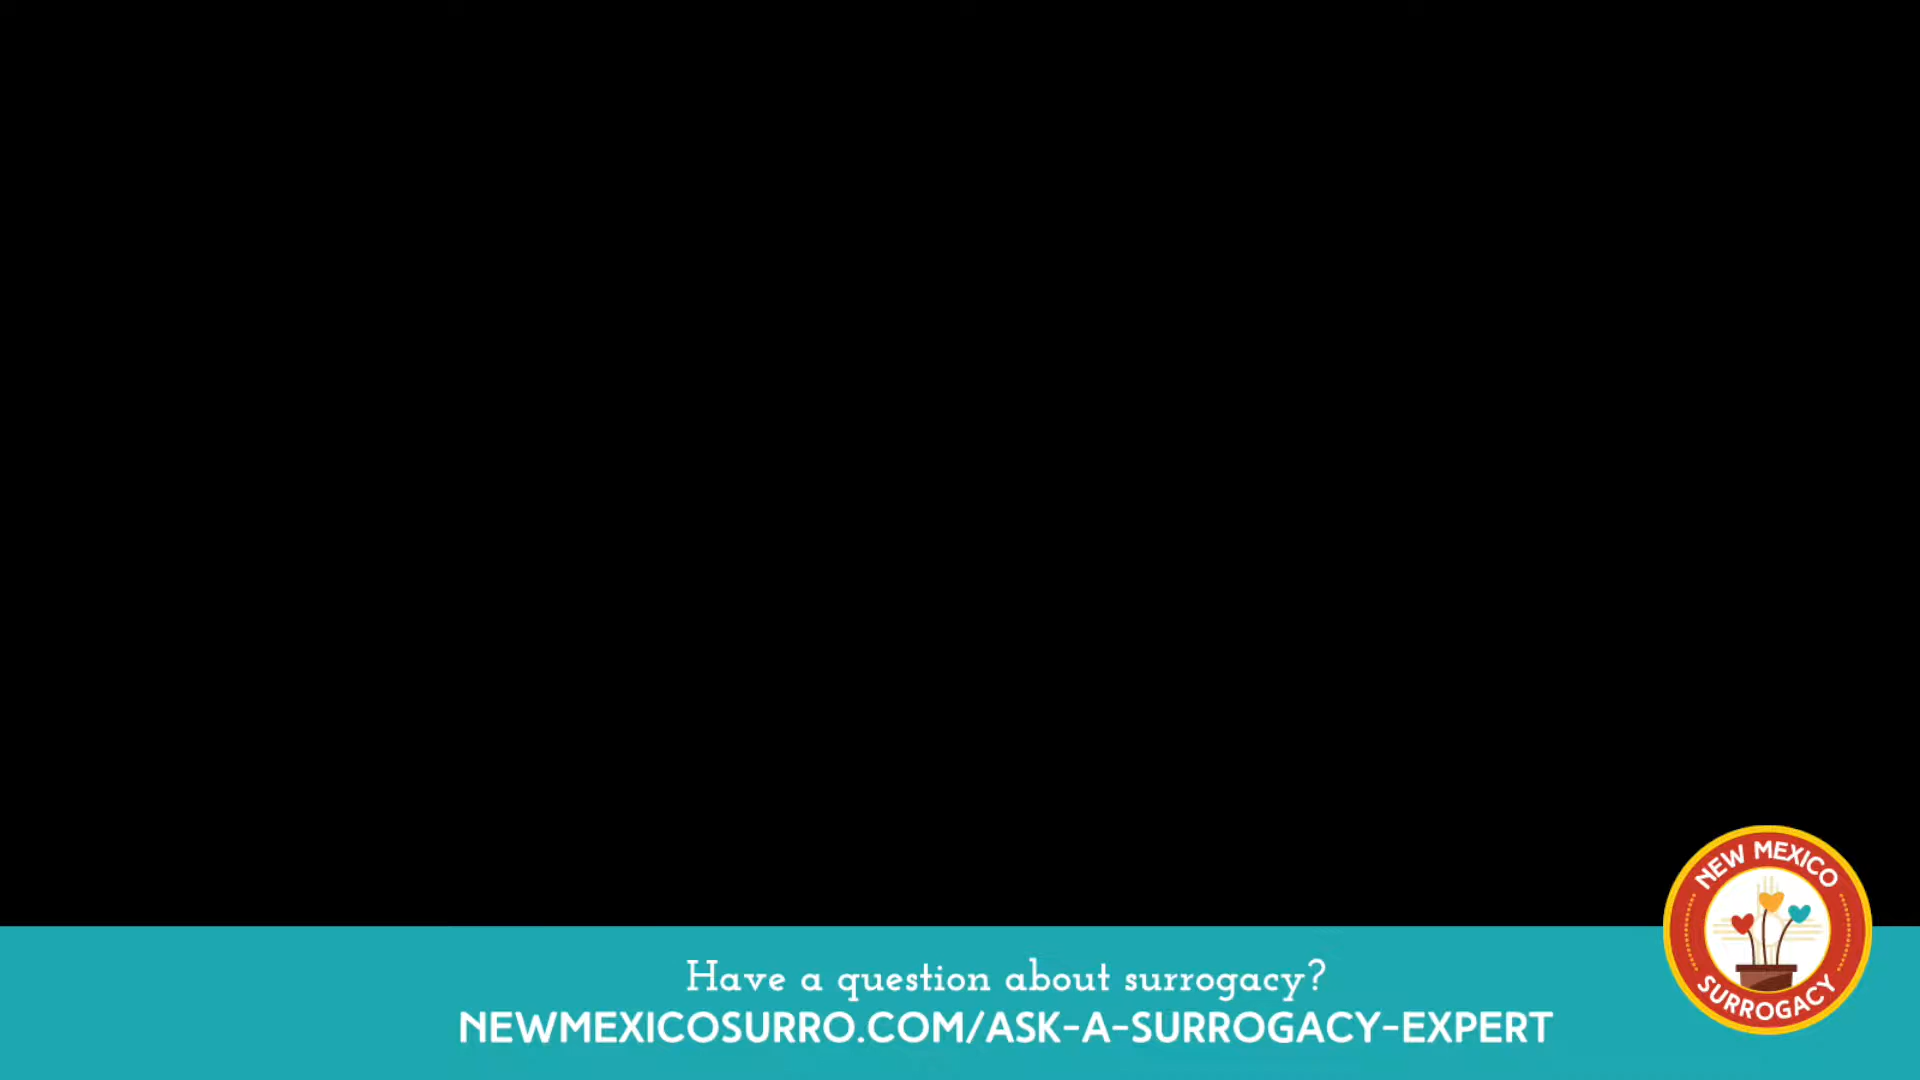 Have a question about surrogacy?
NEWMEXICOSURRO.COM/ASK-A-SURROGACY-EXPERT
NEW MEXICO
SURROGACY